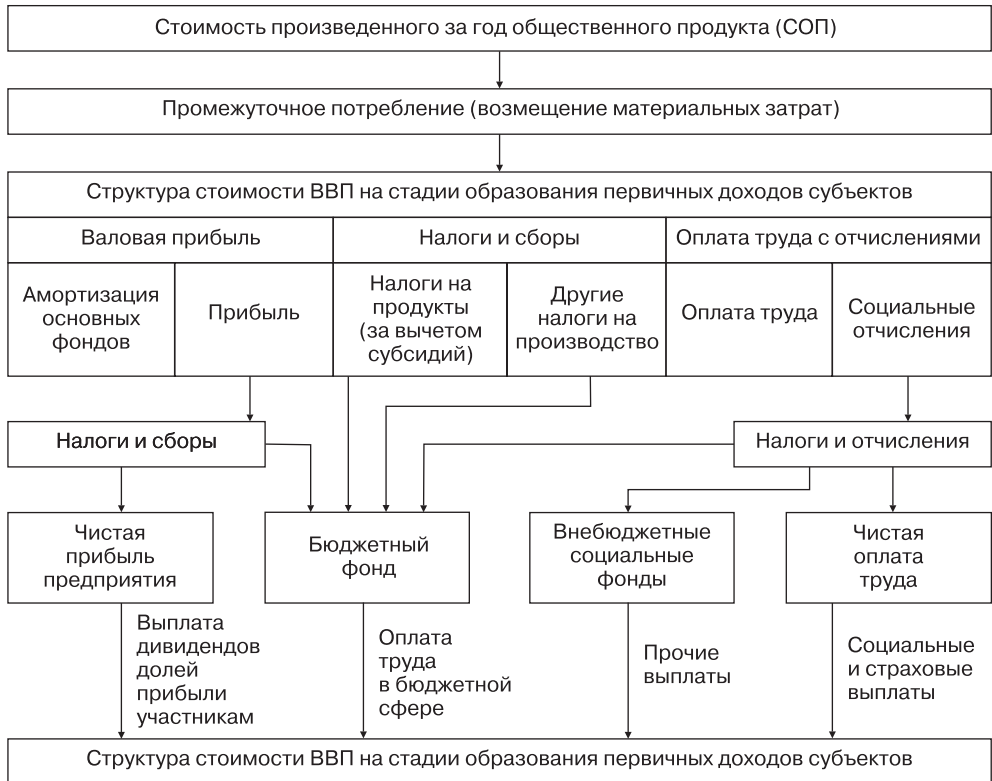 Стоимость произведенного за год общественного продукта (СОП)
Промежуточное потребление (возмещение материальных затрат)
Структура стоимости ВВП на стадии образования первичных доходов субъектов
Валовая прибыль
Налоги и сборы
Оплата труда с отчислениями
Амортизация
основных
фондов
Прибыль
Налоги на
продукты
(за вычетом
субсидий)
Другие
налоги на
производство
Оплата труда
Социальные
отчисления
Налоги и сборы
Налоги и отчисления
Чистая
прибыль
предприятия
Бюджетный
фонд
Внебюджетные
социальные
фонды
Чистая
оплата
труда
Выплата
дивидендов
долей
прибыли
участникам
Оплата
труда
в бюджетной
сфере
Прочие
выплаты
Социальные
и страховые
выплаты
Структура стоимости ВВП на стадии образования первичных доходов субъектов